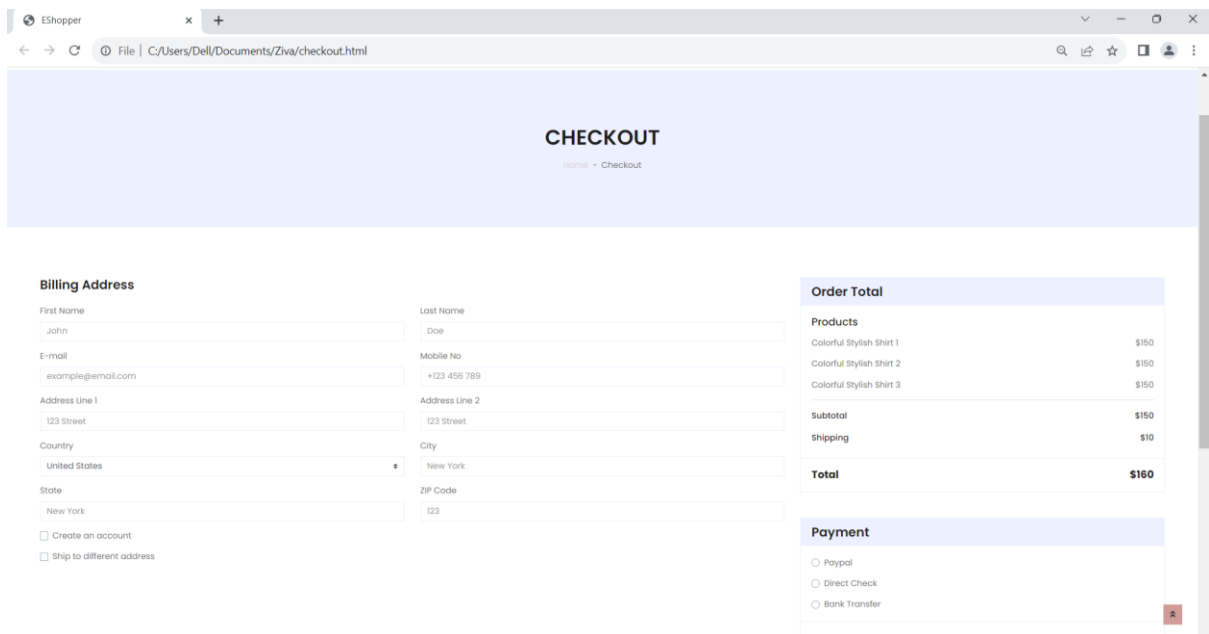 EShopper
File | C:/Users/Dell/Documents/Ziva/checkout.html
CHECKOUT
Home - Checkout
Billing Address
First Name
Last Name
John
Doe
E-mail
Mobile No
example@email.com
+123 456 789
Address Line 1
Address Line 2
123 Street
123 Street
Country
City
United States
New York
State
ZIP Code
New York
123
Create an account
Ship to different address
Order Total
Products
Colorful Stylish Shirt 1 $150
Colorful Stylish Shirt 2 $150
Colorful Stylish Shirt 3 $150
Subtotal $150
Shipping $10
Total $160
Payment
Paypal
Direct Check
Bank Transfer